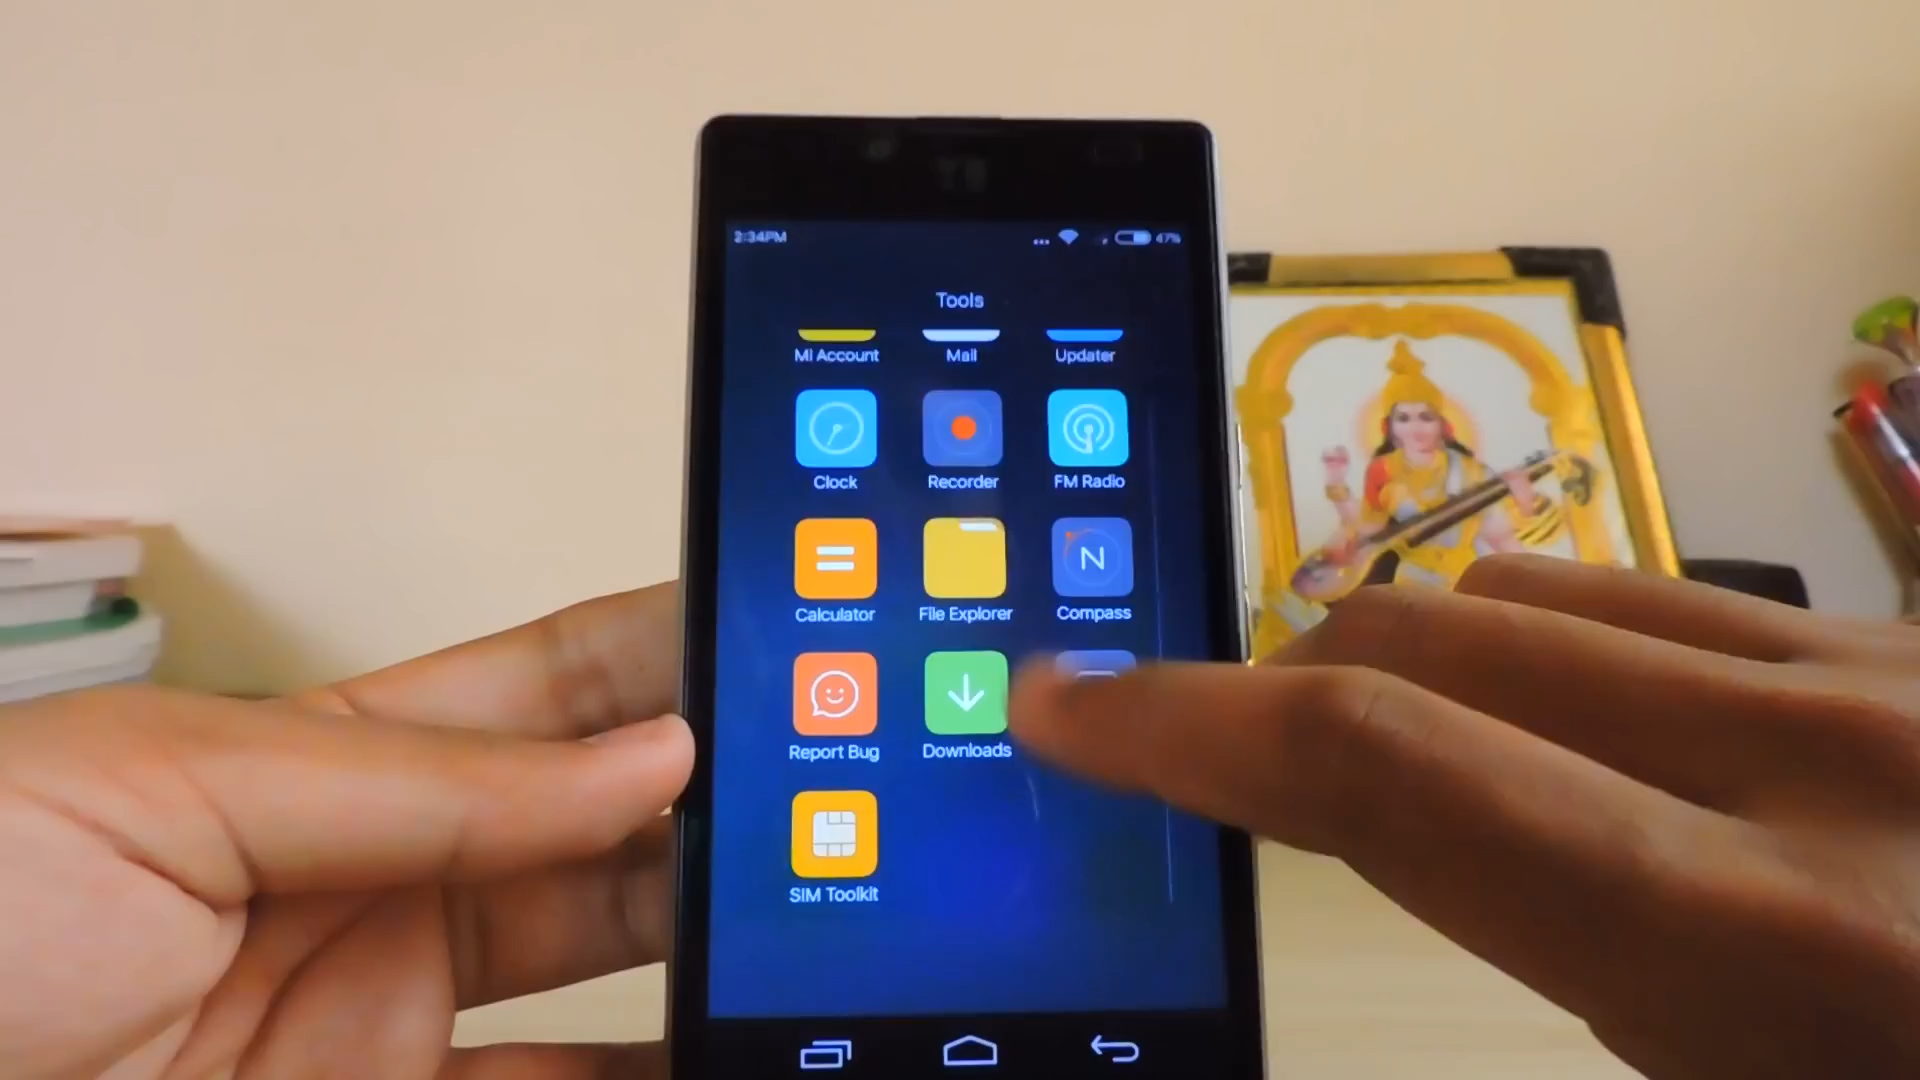 2:34PM 47%
Tools
Mi Account Mail Updater
Clock Recorder FM Radio
N
Calculator File Explorer Compass
Report Bug Downloads
SIM Toolkit